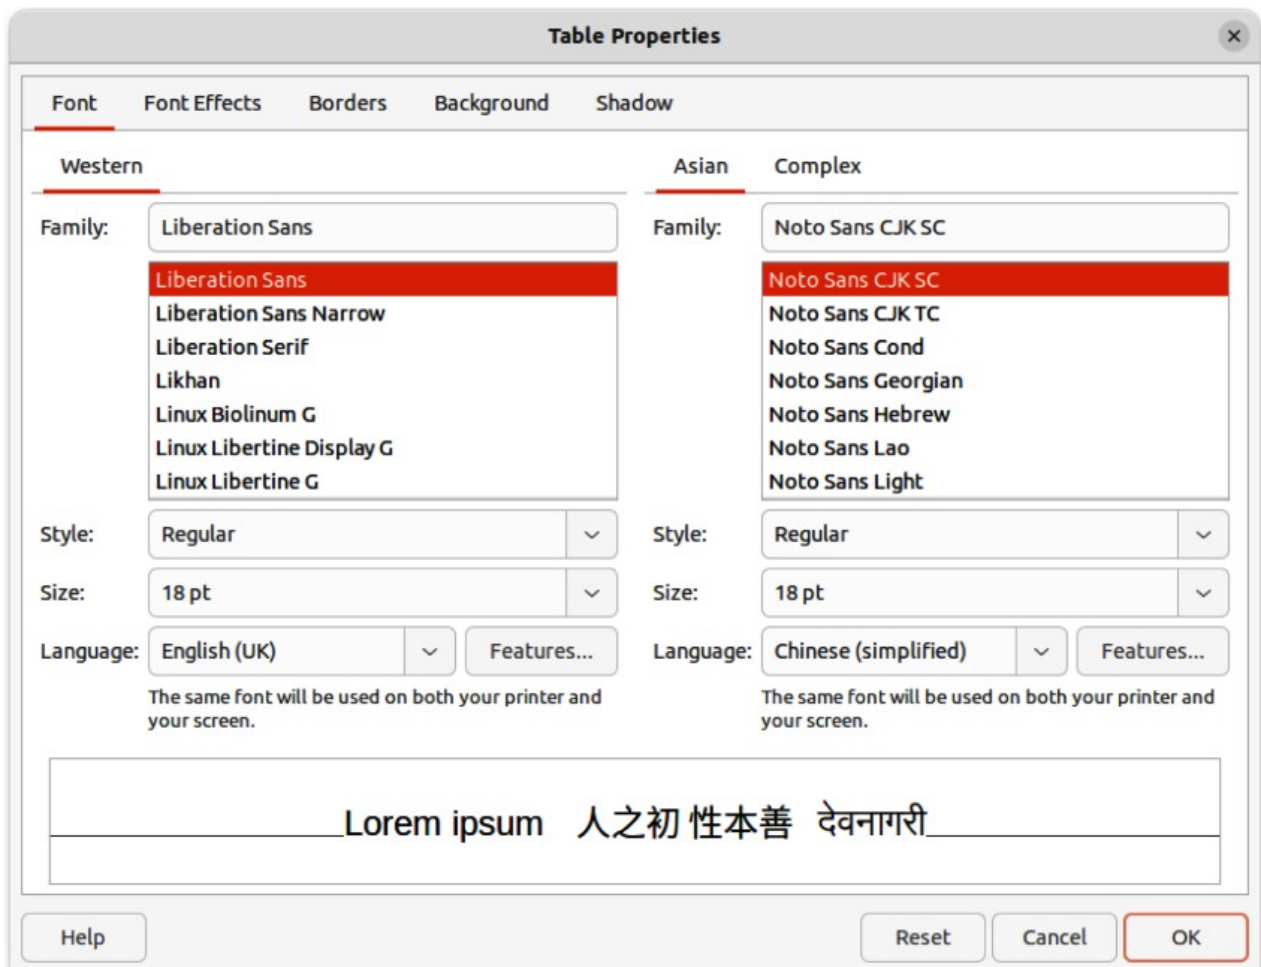 Table Properties
Font Font Effects Borders Background Shadow
Western
Family: Liberation Sans
Liberation Sans
Liberation Sans Narrow
Liberation Serif
Likhan
Linux Biolinum G
Linux Libertine Display G
Linux Libertine G
Style: Regular
Size: 18 pt
Language: English (UK) Features...
The same font will be used on both your printer and
your screen.
Asian Complex
Family: Noto Sans CJK SC
Noto Sans CJK SC
Noto Sans CJK TC
Noto Sans Cond
Noto Sans Georgian
Noto Sans Hebrew
Noto Sans Lao
Noto Sans Light
Style: Regular
Size: 18 pt
Language: Chinese (simplified) Features...
The same font will be used on both your printer and
your screen.
Lorem ipsum 人之初 性本善 देवनागरी
Help Reset Cancel OK